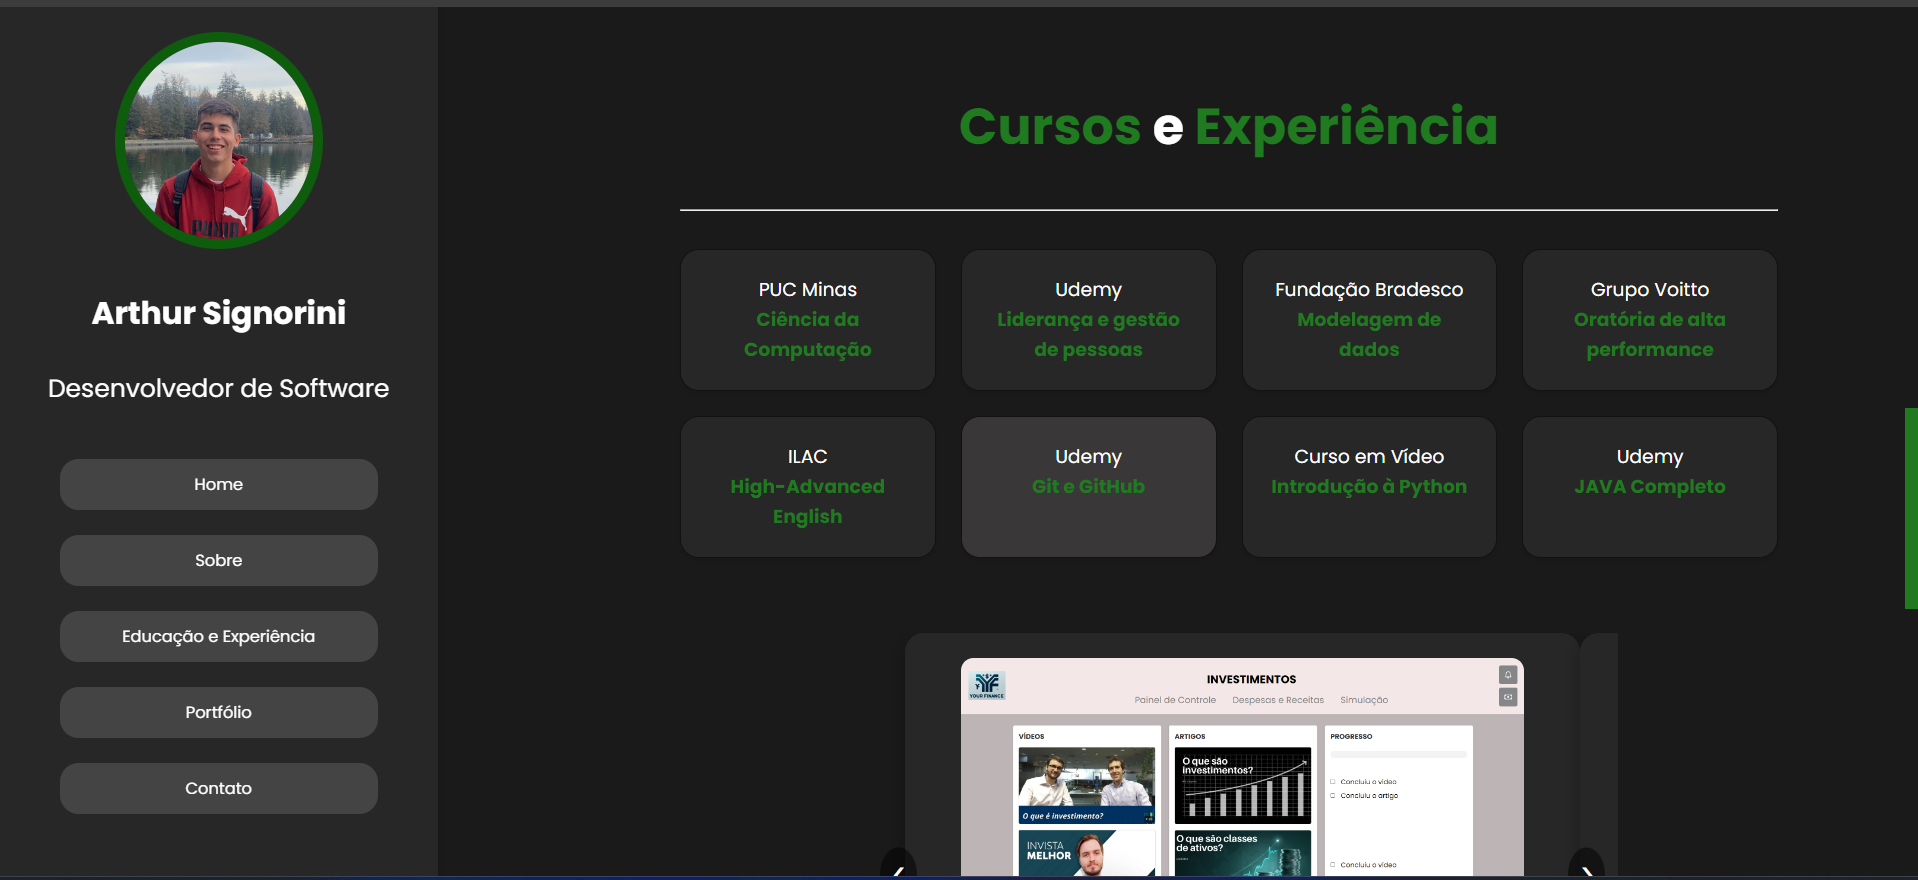 Arthur Signorini
Desenvolvedor de Software
Home
Sobre
Educação e Experiência
Portfólio
Contato
Cursos e Experiência
PUC Minas
Ciência da
Computação
Udemy
Liderança e gestão
de pessoas
Fundação Bradesco
Modelagem de
dados
Grupo Voitto
Oratória de alta
performance
ILAC
High-Advanced
English
Udemy
Git e GitHub
Curso em Vídeo
Introdução à Python
Udemy
JAVA Completo
YOUR FINANCE
INVESTIMENTOS
Painel de Controle
Despesas e Receitas
Simulação
VÍDEOS
O que é investimento?
INVISTA
MELHOR
ARTIGOS
O que são
investimentos?
O que são classes
de ativos?
PROGRESSO
Concluiu o vídeo
Concluiu o artigo
Concluiu o vídeo